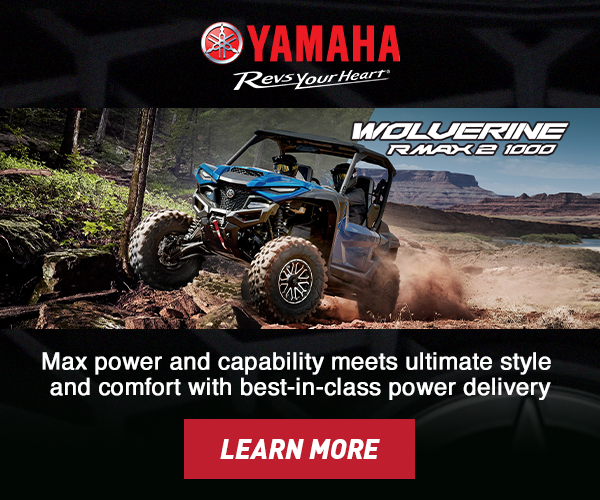 YAMAHA
Revs Your Heart®
WOLVERINE
RMAX2 1000
Max power and capability meets ultimate style
and comfort with best-in-class power delivery
LEARN MORE